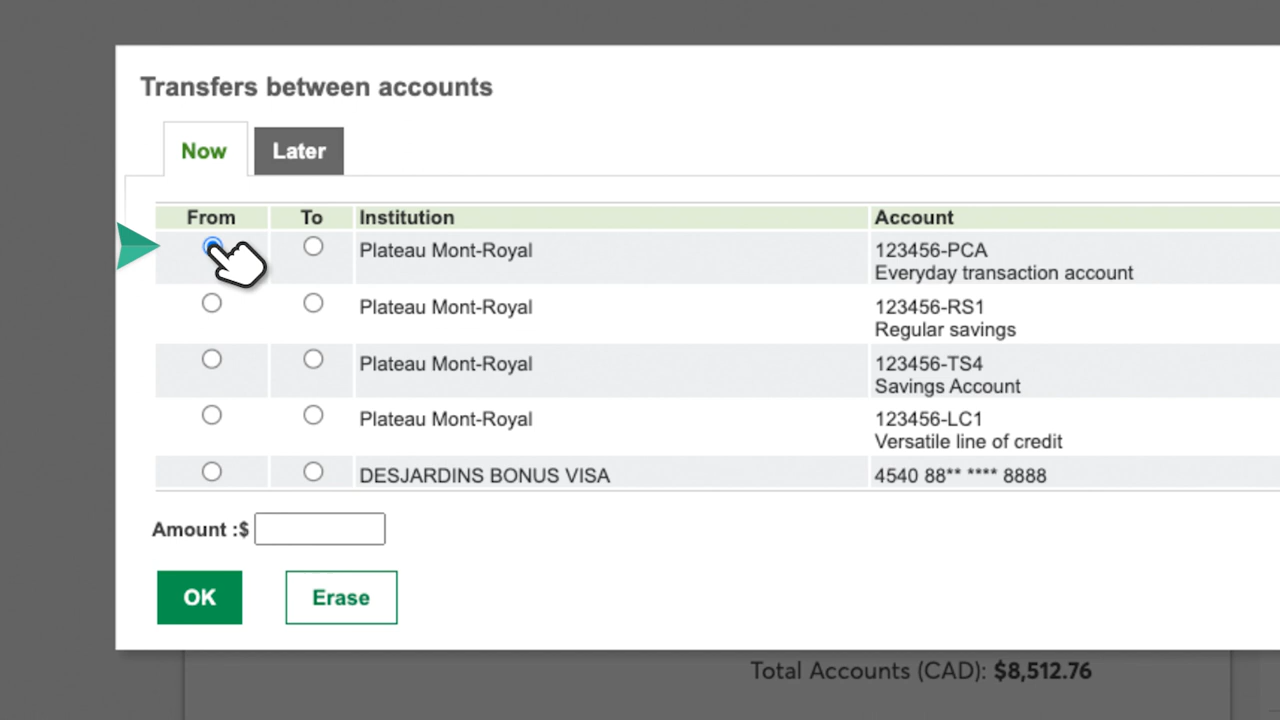 Transfers between accounts
Now Later
From To Institution Account
Plateau Mont-Royal 123456-PCA
Everyday transaction account
Plateau Mont-Royal 123456-RS1
Regular savings
Plateau Mont-Royal 123456-TS4
Savings Account
Plateau Mont-Royal 123456-LC1
Versatile line of credit
DESJARDINS BONUS VISA 4540 88** **** 8888
Amount :$
OK Erase
Total Accounts (CAD): $8,512.76